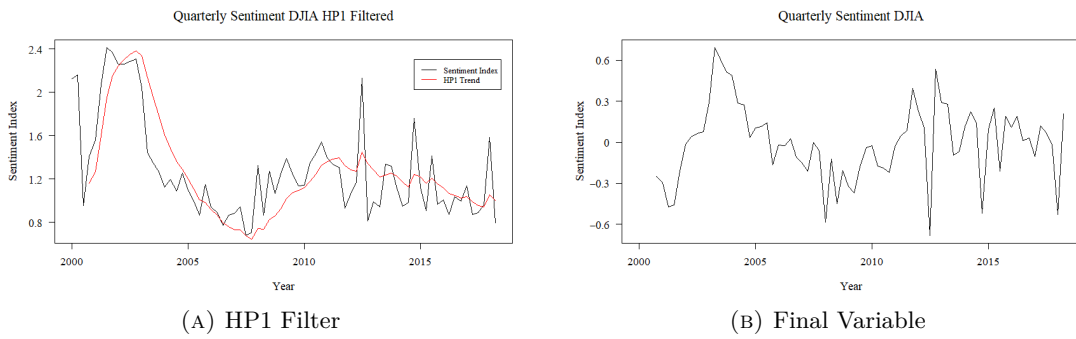 Quarterly Sentiment DJIA HP1 Filtered
Sentiment Index
2.4
2
1.6
1.2
0.8
Sentiment Index
HP1 Trend
2000
2005
2010
2015
Year
(A) HP1 Filter
Quarterly Sentiment DJIA
Sentiment Index
0.6
0.3
0
−0.3
−0.6
2000
2005
2010
2015
Year
(B) Final Variable